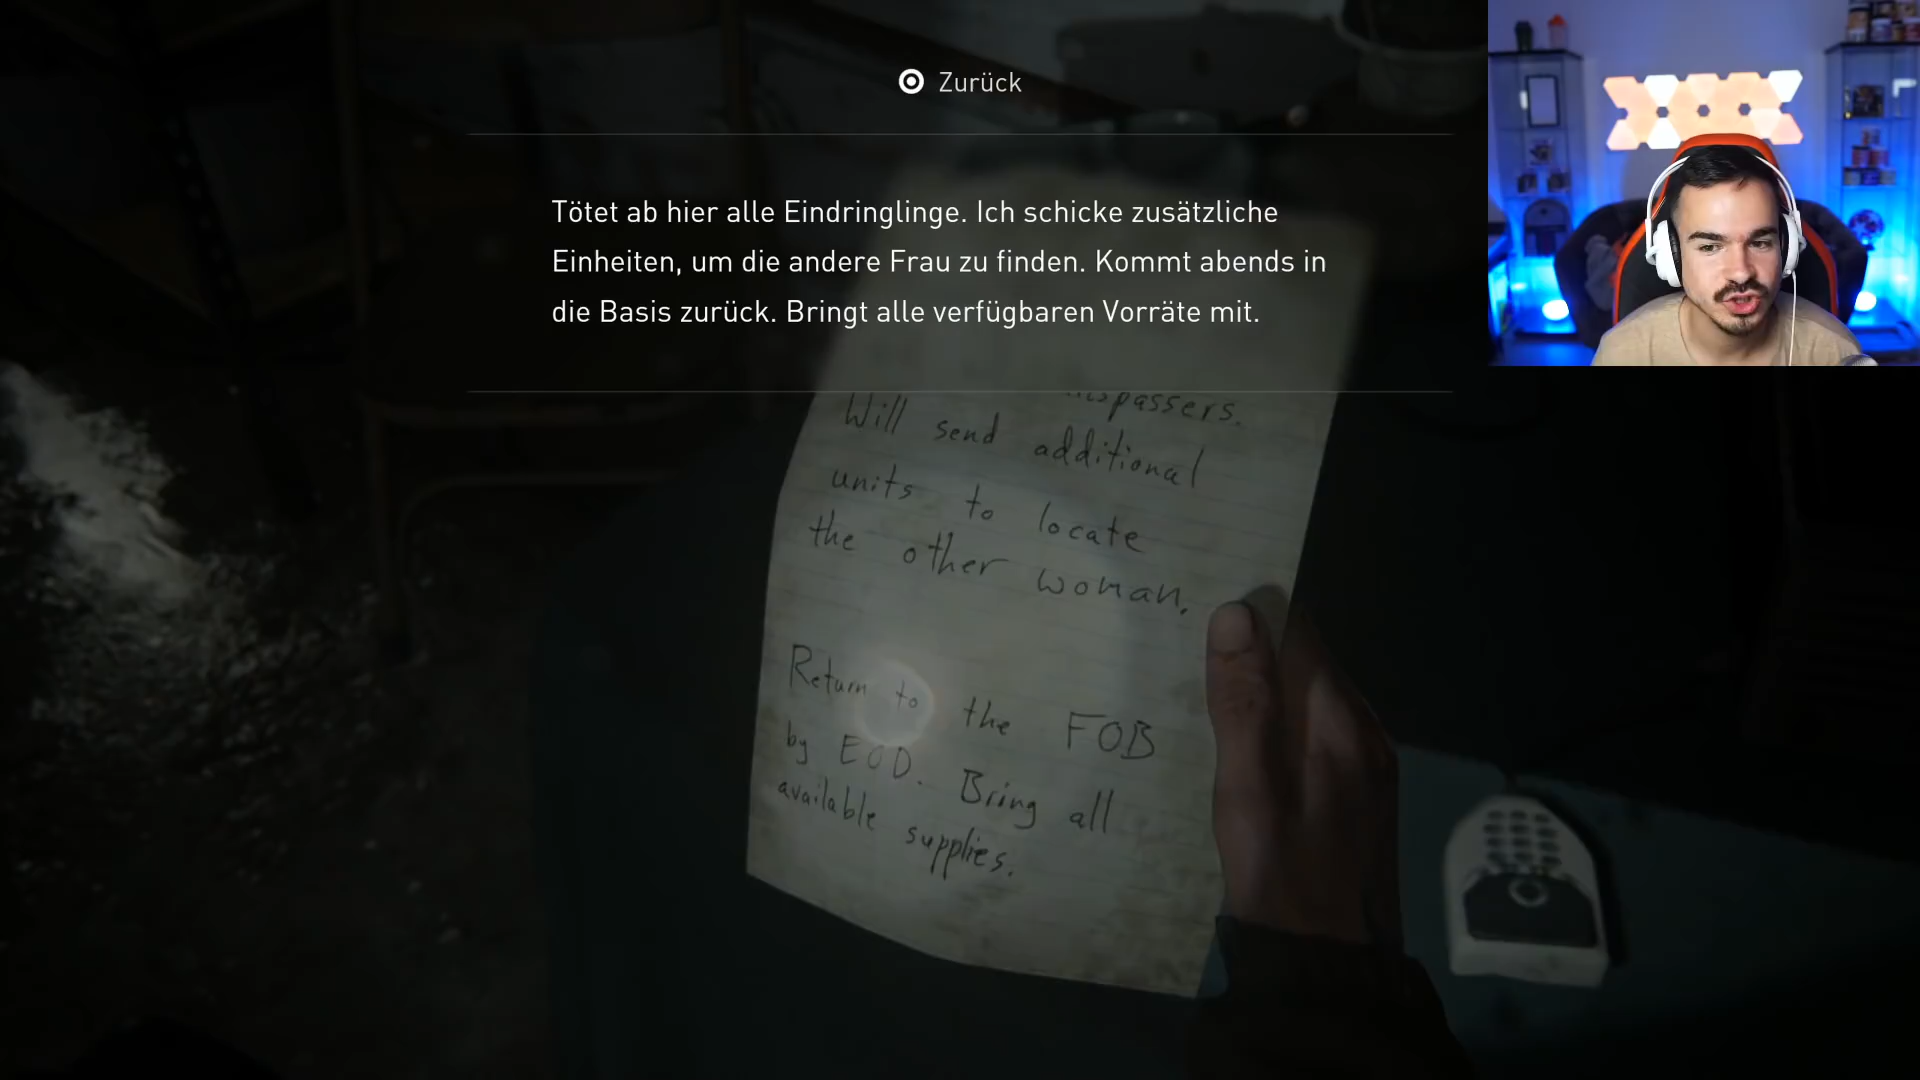 Zurück
Tötet ab hier alle Eindringlinge. Ich schicke zusätzliche
Einheiten, um die andere Frau zu finden. Kommt abends in
die Basis zurück. Bringt alle verfügbaren Vorräte mit.
Will send additional
units to locate
the other woman.
Return to the FOB
by EOD. Bring all
available supplies.